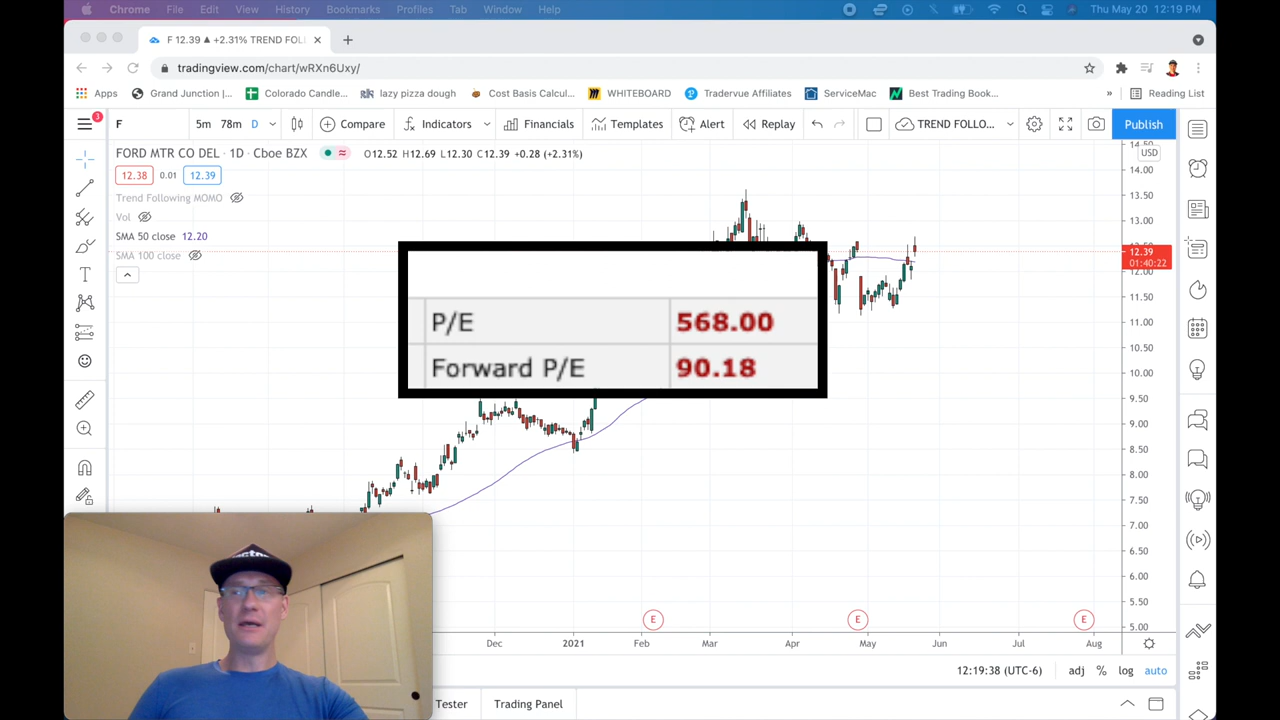 Chrome File Edit View History Bookmarks Profiles Tab Window Help Thu May 20 12:19 PM
F 12.39 ▲ +2.31% TREND FOLL
tradingview.com/chart/wRXn6Uxy/
Apps Grand Junction |... Colorado Candle... lazy pizza dough Cost Basis Calcul... WHITEBOARD Tradervue Affiliates ServiceMac Best Trading Book... » Reading List
3
F 5m 78m D Compare Indicators Financials Templates Alert Replay TREND FOLLO... Publish
FORD MTR CO DEL · 1D · Cboe BZX O12.52 H12.69 L12.30 C12.39 +0.28 (+2.31%)
USD
12.38 0.01 12.39
Trend Following MOMO
Vol
SMA 50 close 12.20
SMA 100 close
14.50
14.00
13.50
13.00
12.39
01:40:22
12.00
11.50
11.00
10.50
10.00
9.50
9.00
8.50
8.00
7.50
7.00
6.50
6.00
5.50
5.00
P/E 568.00
Forward P/E 90.18
E E E
Dec 2021 Feb Mar Apr May Jun Jul Aug
12:19:38 (UTC-6) adj % log auto
Tester Trading Panel